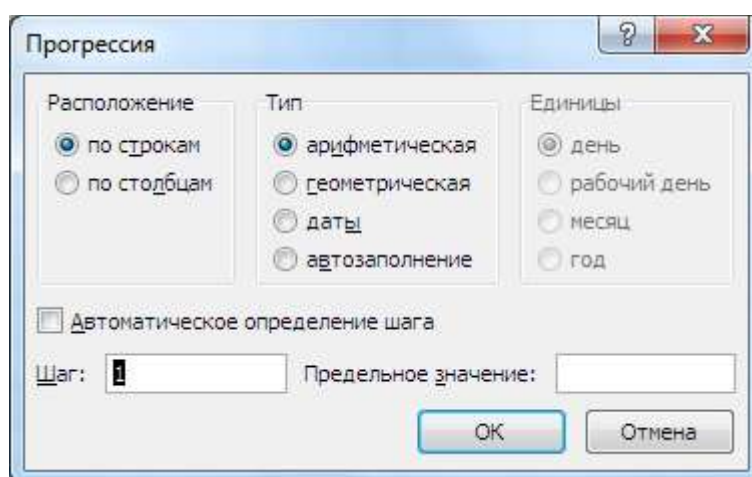 Прогрессия
Расположение
по строкам
по столбцам
Тип
арифметическая
геометрическая
даты
автозаполнение
Единицы
день
рабочий день
месяц
год
Автоматическое определение шага
Шаг: 1
Предельное значение:
ОК
Отмена